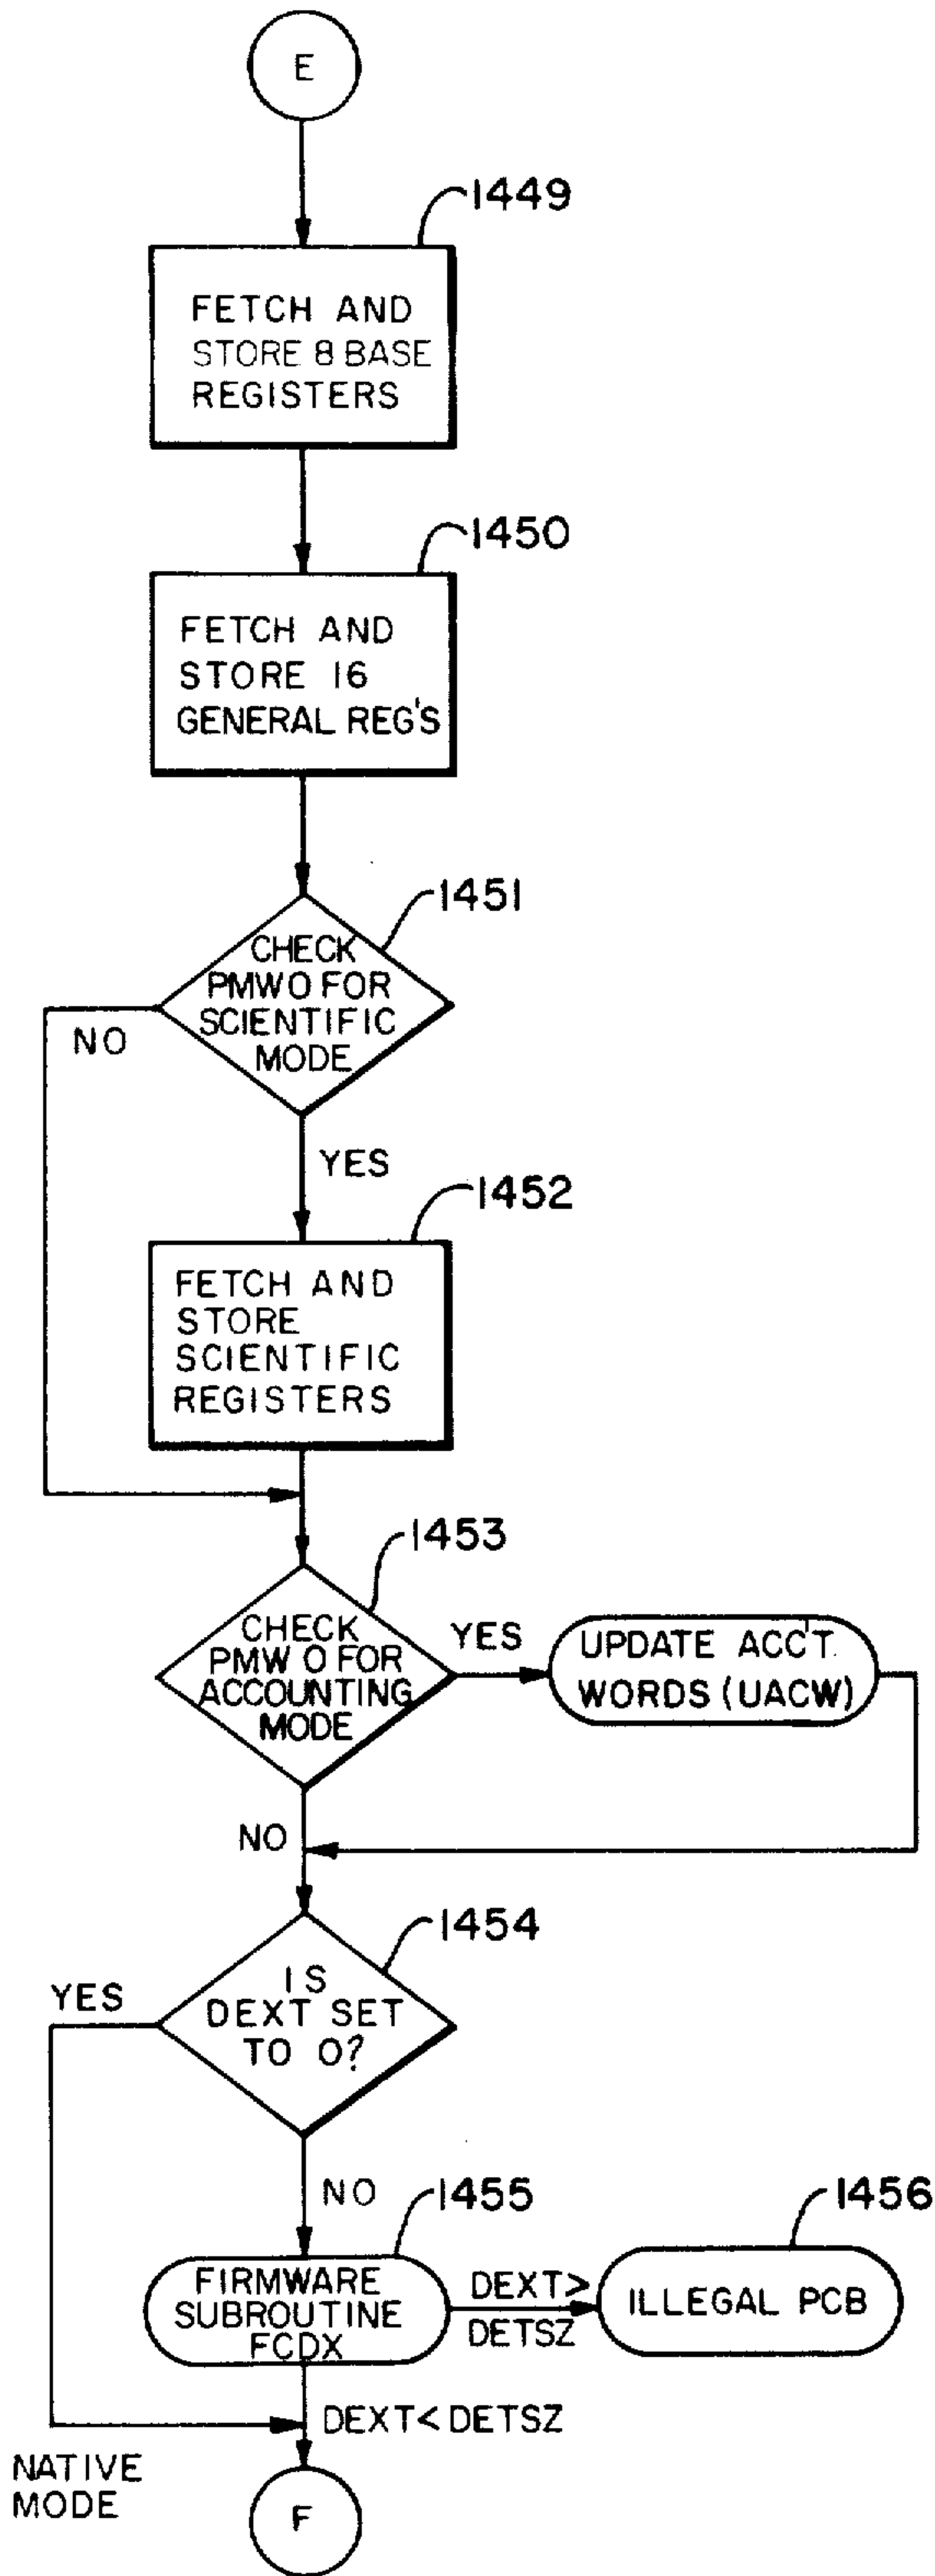 E
1449
FETCH AND
STORE 8 BASE
REGISTERS
1450
FETCH AND
STORE 16
GENERAL REG'S
1451
CHECK
PMW0 FOR
SCIENTIFIC
MODE
NO
YES
1452
FETCH AND
STORE
SCIENTIFIC
REGISTERS
1453
CHECK
PMW 0 FOR
ACCOUNTING
MODE
YES
UPDATE ACC'T.
WORDS (UACW)
NO
1454
IS
DEXT SET
TO 0?
YES
NO
1455
FIRMWARE
SUBROUTINE
FCDX
DEXT>
DETSZ
1456
ILLEGAL PCB
DEXT<DETSZ
NATIVE
MODE
F